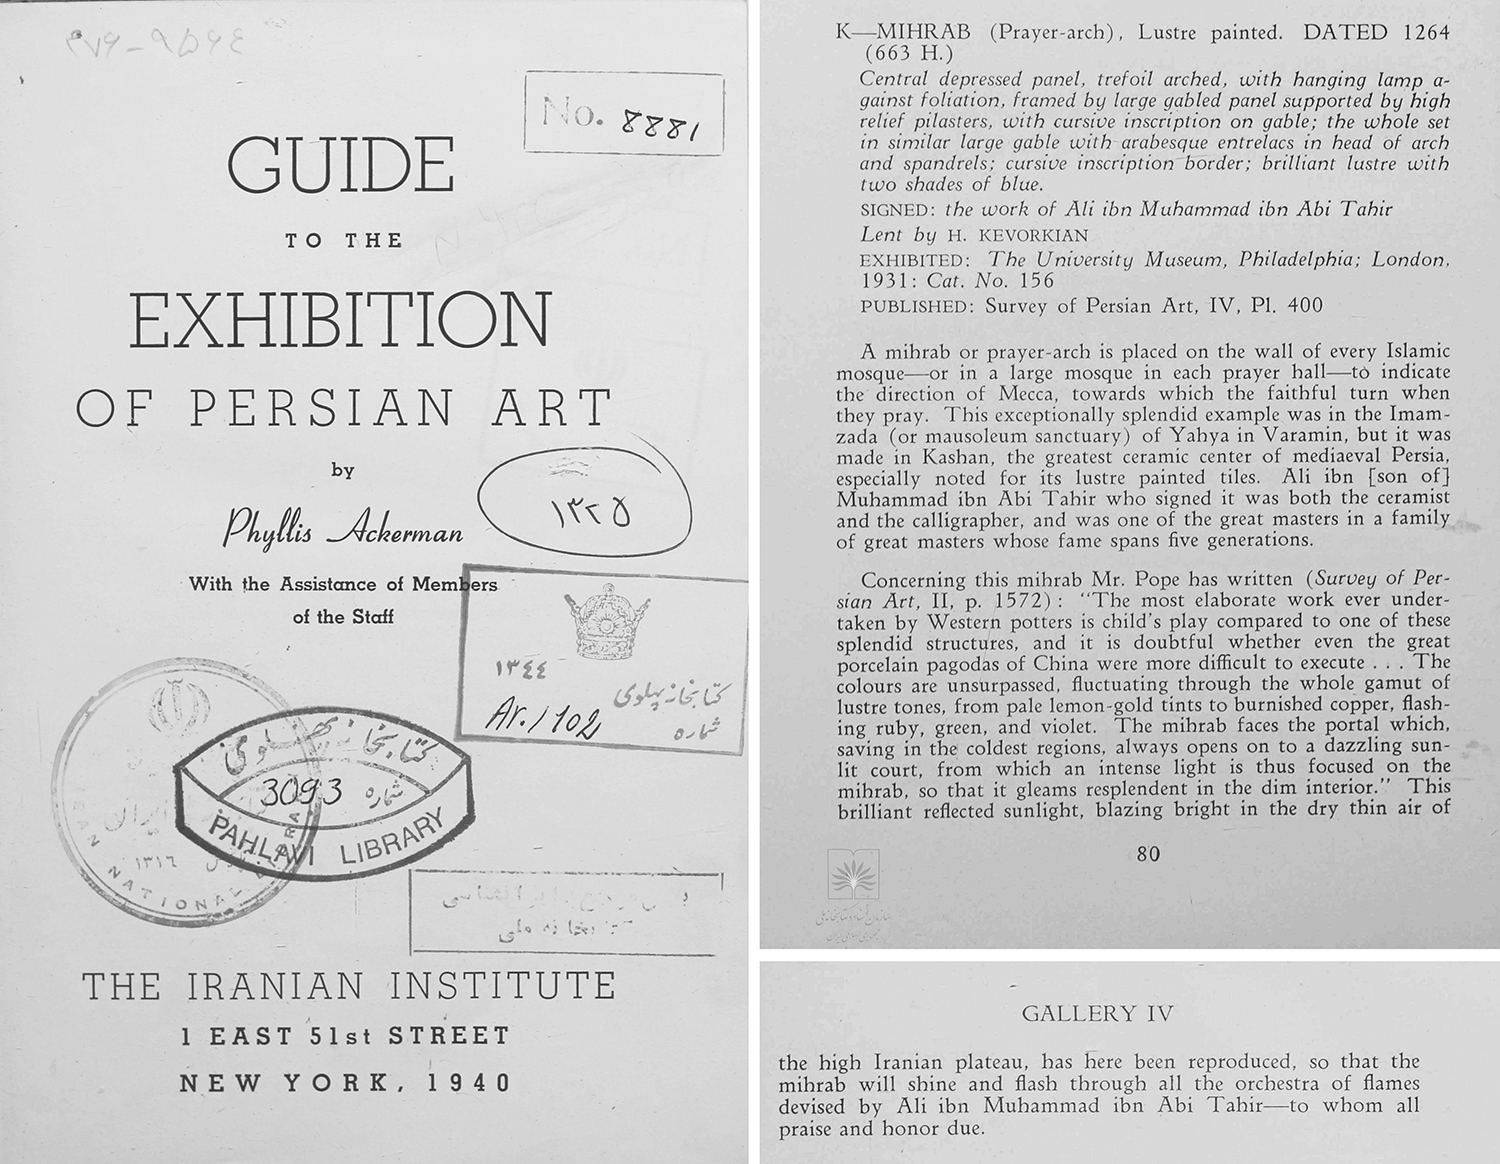 ۴۷۶-۹۵۶٤
No. 8881
GUIDE
TO THE
EXHIBITION
OF PERSIAN ART
by
Phyllis Ackerman
۱۳۲۵
With the Assistance of Members
of the Staff
۱۳٤٤
کتابخانه پهلوی
Ar. 1102
شماره
کتابخانه پهلوی
3093 شماره
PAHLAVI LIBRARY
ایران
۱۳۱۶
IRAN NATIONAL LIBRARY
THE IRANIAN INSTITUTE
1 EAST 51st STREET
NEW YORK, 1940
K—MIHRAB (Prayer-arch), Lustre painted. DATED 1264
(663 H.)
Central depressed panel, trefoil arched, with hanging lamp a-
gainst foliation, framed by large gabled panel supported by high
relief pilasters, with cursive inscription on gable; the whole set
in similar large gable with arabesque entrelacs in head of arch
and spandrels; cursive inscription border; brilliant lustre with
two shades of blue.
SIGNED: the work of Ali ibn Muhammad ibn Abi Tahir
Lent by H. KEVORKIAN
EXHIBITED: The University Museum, Philadelphia; London,
1931: Cat. No. 156
PUBLISHED: Survey of Persian Art, IV, Pl. 400
A mihrab or prayer-arch is placed on the wall of every Islamic
mosque—or in a large mosque in each prayer hall—to indicate
the direction of Mecca, towards which the faithful turn when
they pray. This exceptionally splendid example was in the Imam-
zada (or mausoleum sanctuary) of Yahya in Varamin, but it was
made in Kashan, the greatest ceramic center of mediaeval Persia,
especially noted for its lustre painted tiles. Ali ibn [son of]
Muhammad ibn Abi Tahir who signed it was both the ceramist
and the calligrapher, and was one of the great masters in a family
of great masters whose fame spans five generations.
Concerning this mihrab Mr. Pope has written (Survey of Per-
sian Art, II, p. 1572): "The most elaborate work ever under-
taken by Western potters is child's play compared to one of these
splendid structures, and it is doubtful whether even the great
porcelain pagodas of China were more difficult to execute . . . The
colours are unsurpassed, fluctuating through the whole gamut of
lustre tones, from pale lemon-gold tints to burnished copper, flash-
ing ruby, green, and violet. The mihrab faces the portal which,
saving in the coldest regions, always opens on to a dazzling sun-
lit court, from which an intense light is thus focused on the
mihrab, so that it gleams resplendent in the dim interior." This
brilliant reflected sunlight, blazing bright in the dry thin air of
80
GALLERY IV
the high Iranian plateau, has here been reproduced, so that the
mihrab will shine and flash through all the orchestra of flames
devised by Ali ibn Muhammad ibn Abi Tahir—to whom all
praise and honor due.